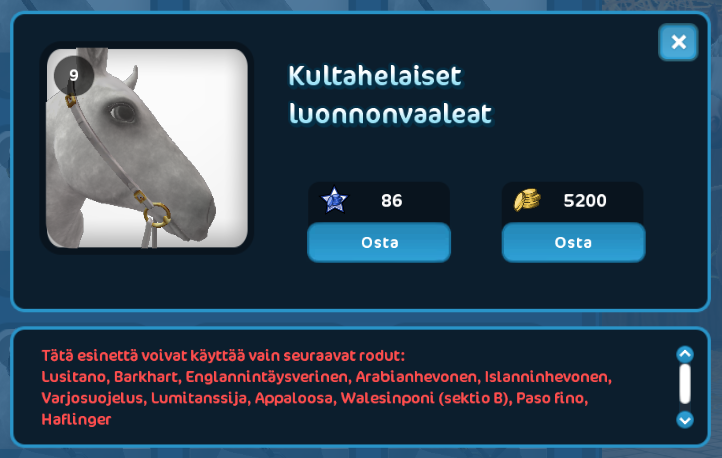 9
Kultahelaiset
luonnonvaaleat
86
5200
Osta
Osta
Tätä esinettä voivat käyttää vain seuraavat rodut:
Lusitano, Barkhart, Englannintäysverinen, Arabianhevonen, Islanninhevonen,
Varjosuojelus, Lumitanssija, Appaloosa, Walesinponi (sektio B), Paso fino,
Haflinger